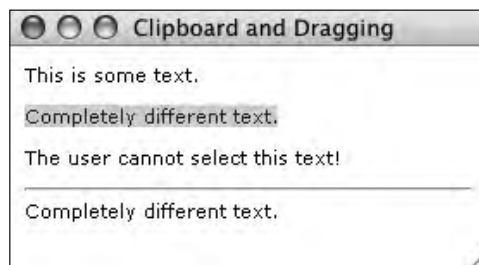 Clipboard and Dragging
This is some text.
Completely different text.
The user cannot select this text!
Completely different text.